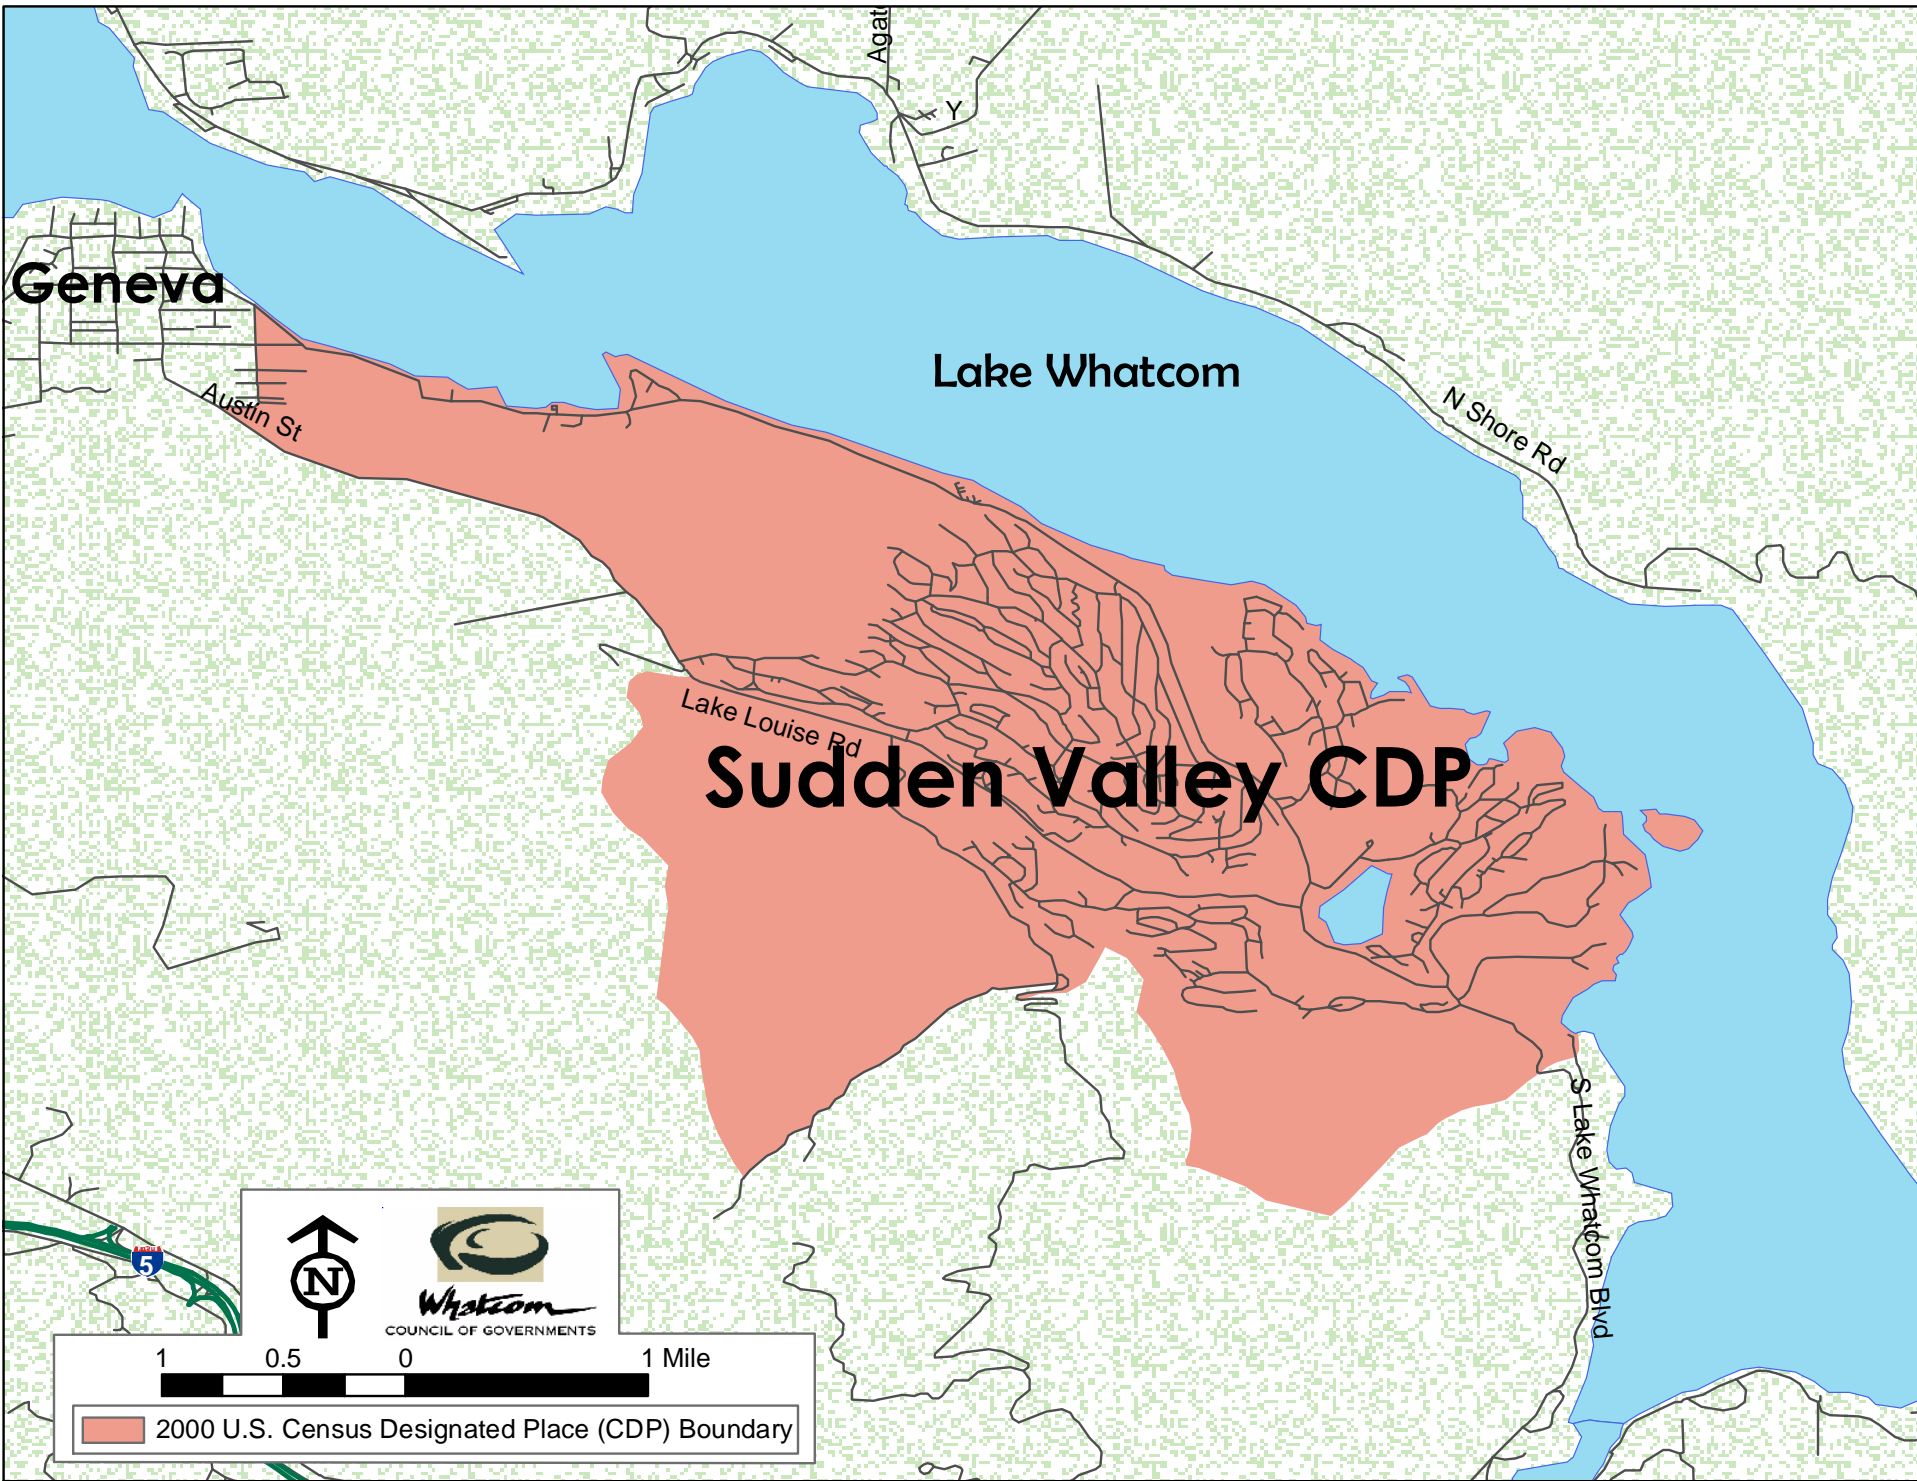 Agat
Y
Geneva
Lake Whatcom
N Shore Rd
Austin St
Lake Louise Rd
Sudden Valley CDP
S Lake Whatcom Blvd
5
N
Whatcom
COUNCIL OF GOVERNMENTS
1 0.5 0 1 Mile
2000 U.S. Census Designated Place (CDP) Boundary